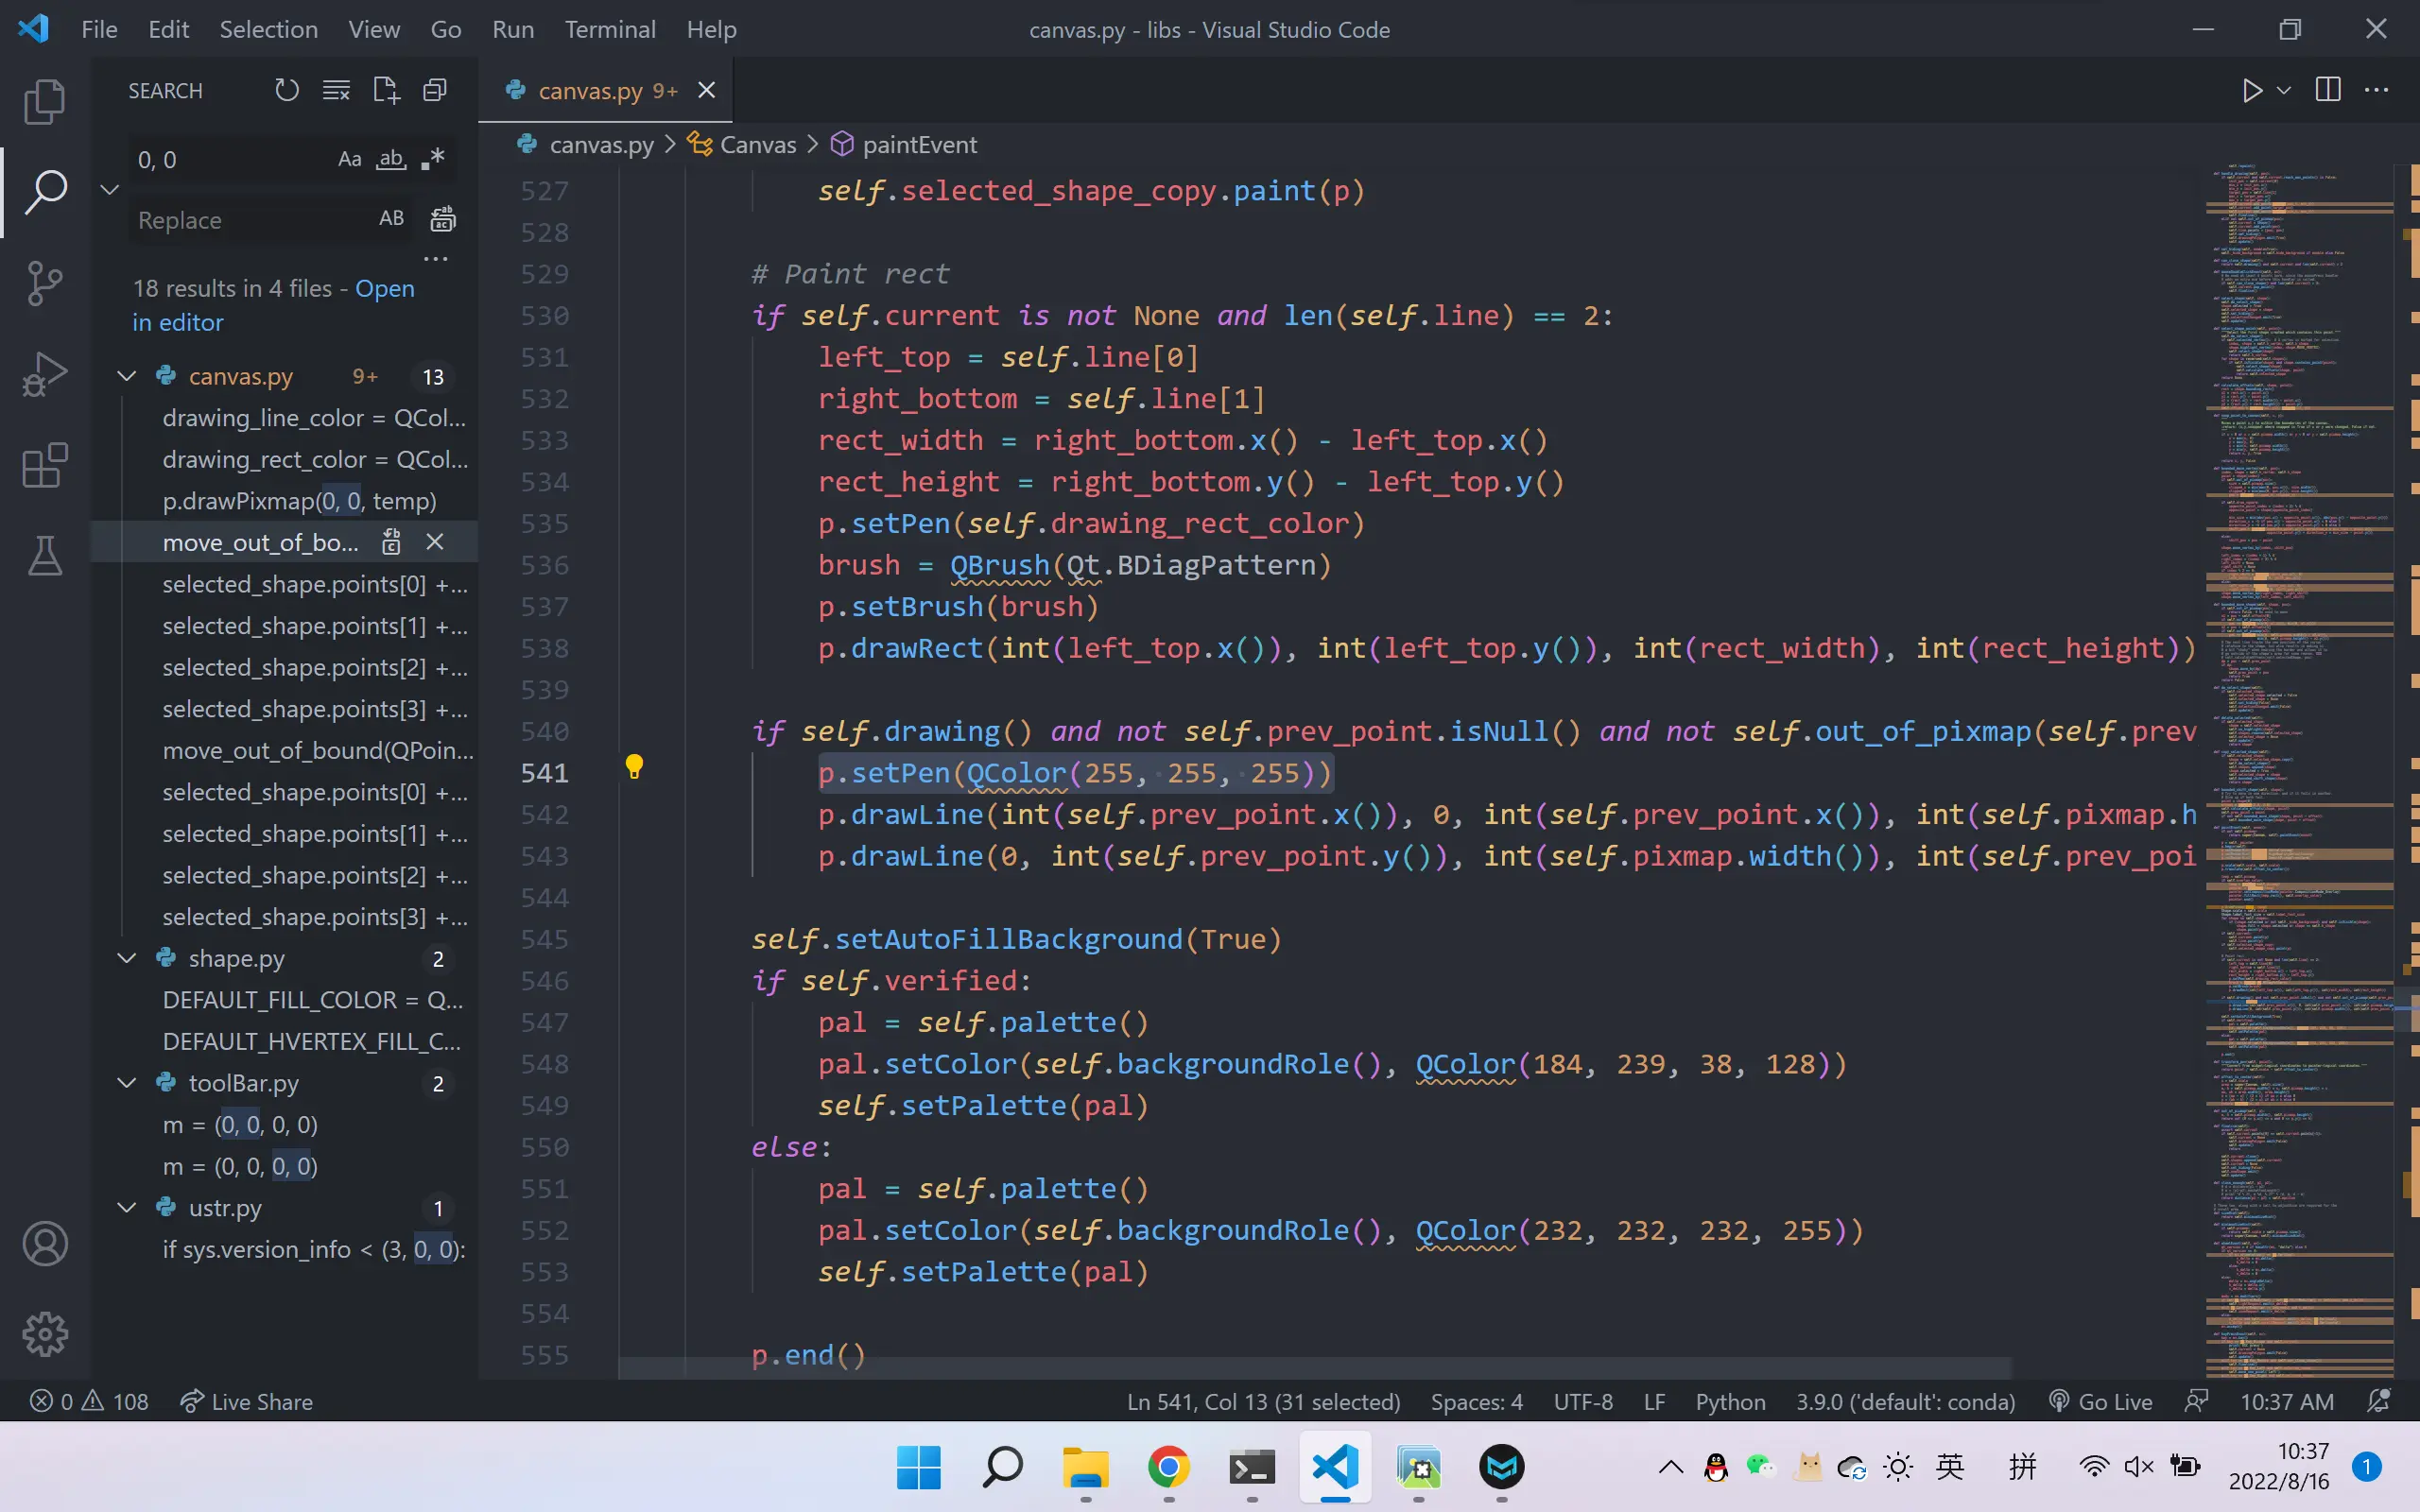 File Edit Selection View Go Run Terminal Help
canvas.py - libs - Visual Studio Code
SEARCH
0, 0
Aa ab .*
Replace
AB
18 results in 4 files - Open
in editor
canvas.py 9+ 13
drawing_line_color = QCol...
drawing_rect_color = QCol...
p.drawPixmap(0, 0, temp)
move_out_of_bo...
selected_shape.points[0] +...
selected_shape.points[1] +...
selected_shape.points[2] +...
selected_shape.points[3] +...
move_out_of_bound(QPoin...
selected_shape.points[0] +...
selected_shape.points[1] +...
selected_shape.points[2] +...
selected_shape.points[3] +...
shape.py 2
DEFAULT_FILL_COLOR = Q...
DEFAULT_HVERTEX_FILL_C...
toolBar.py 2
m = (0, 0, 0, 0)
m = (0, 0, 0, 0)
ustr.py 1
if sys.version_info < (3, 0, 0):
canvas.py 9+
canvas.py > Canvas > paintEvent
527 self.selected_shape_copy.paint(p)
528
529 # Paint rect
530 if self.current is not None and len(self.line) == 2:
531 left_top = self.line[0]
532 right_bottom = self.line[1]
533 rect_width = right_bottom.x() - left_top.x()
534 rect_height = right_bottom.y() - left_top.y()
535 p.setPen(self.drawing_rect_color)
536 brush = QBrush(Qt.BDiagPattern)
537 p.setBrush(brush)
538 p.drawRect(int(left_top.x()), int(left_top.y()), int(rect_width), int(rect_height))
539
540 if self.drawing() and not self.prev_point.isNull() and not self.out_of_pixmap(self.prev
541 p.setPen(QColor(255, 255, 255))
542 p.drawLine(int(self.prev_point.x()), 0, int(self.prev_point.x()), int(self.pixmap.h
543 p.drawLine(0, int(self.prev_point.y()), int(self.pixmap.width()), int(self.prev_poi
544
545 self.setAutoFillBackground(True)
546 if self.verified:
547 pal = self.palette()
548 pal.setColor(self.backgroundRole(), QColor(184, 239, 38, 128))
549 self.setPalette(pal)
550 else:
551 pal = self.palette()
552 pal.setColor(self.backgroundRole(), QColor(232, 232, 232, 255))
553 self.setPalette(pal)
554
555 p.end()
0 108 Live Share
Ln 541, Col 13 (31 selected) Spaces: 4 UTF-8 LF Python 3.9.0 ('default': conda) Go Live 10:37 AM
英 拼
10:37
2022/8/16
1